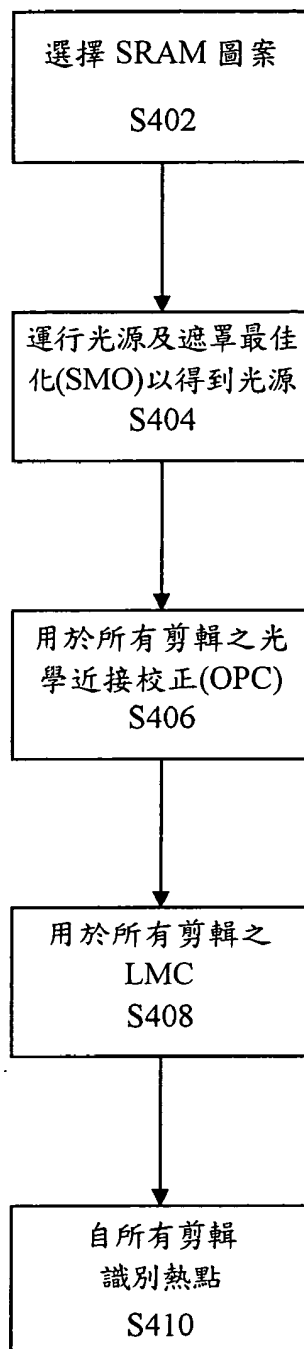 選擇 SRAM 圖案
S402
運行光源及遮罩最佳
化(SMO)以得到光源
S404
用於所有剪輯之光
學近接校正(OPC)
S406
用於所有剪輯之
LMC
S408
自所有剪輯
識別熱點
S410